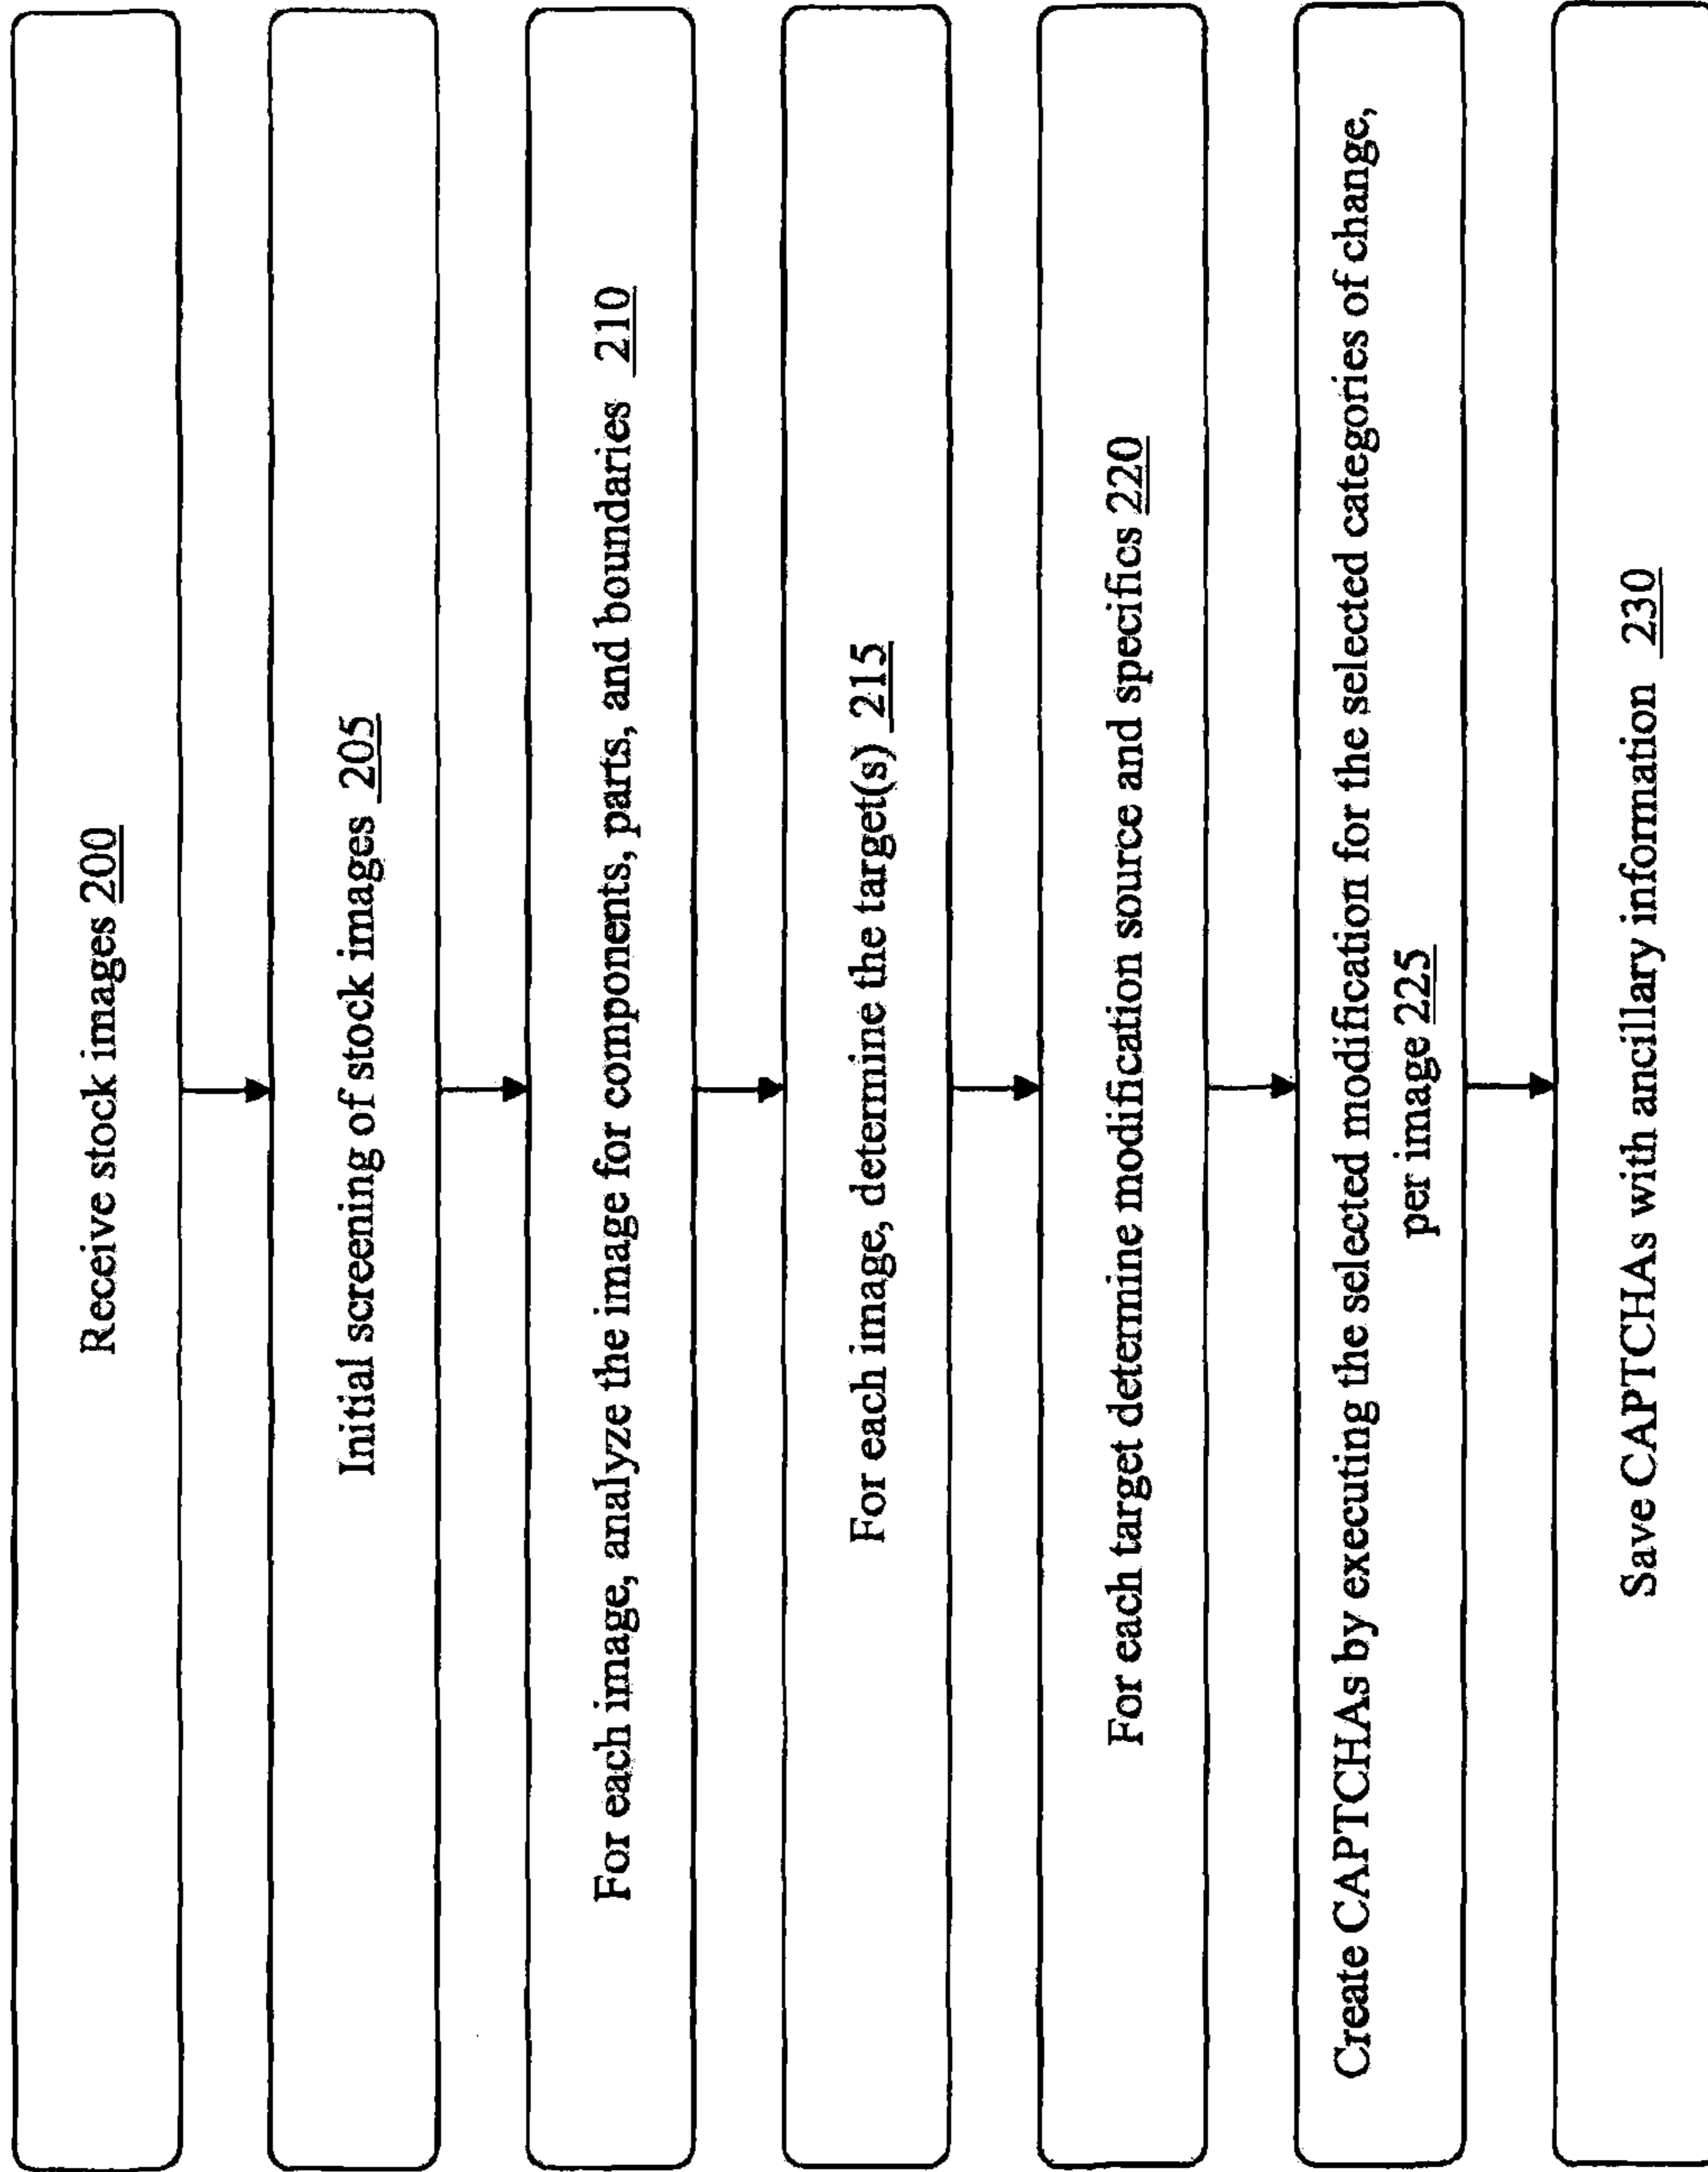 Receive stock images 200
Initial screening of stock images 205
For each image, analyze the image for components, parts, and boundaries 210
For each image, determine the target(s) 215
For each target determine modification source and specifics 220
Create CAPTCHAs by executing the selected modification for the selected categories of change,
per image 225
Save CAPTCHAs with ancillary information 230